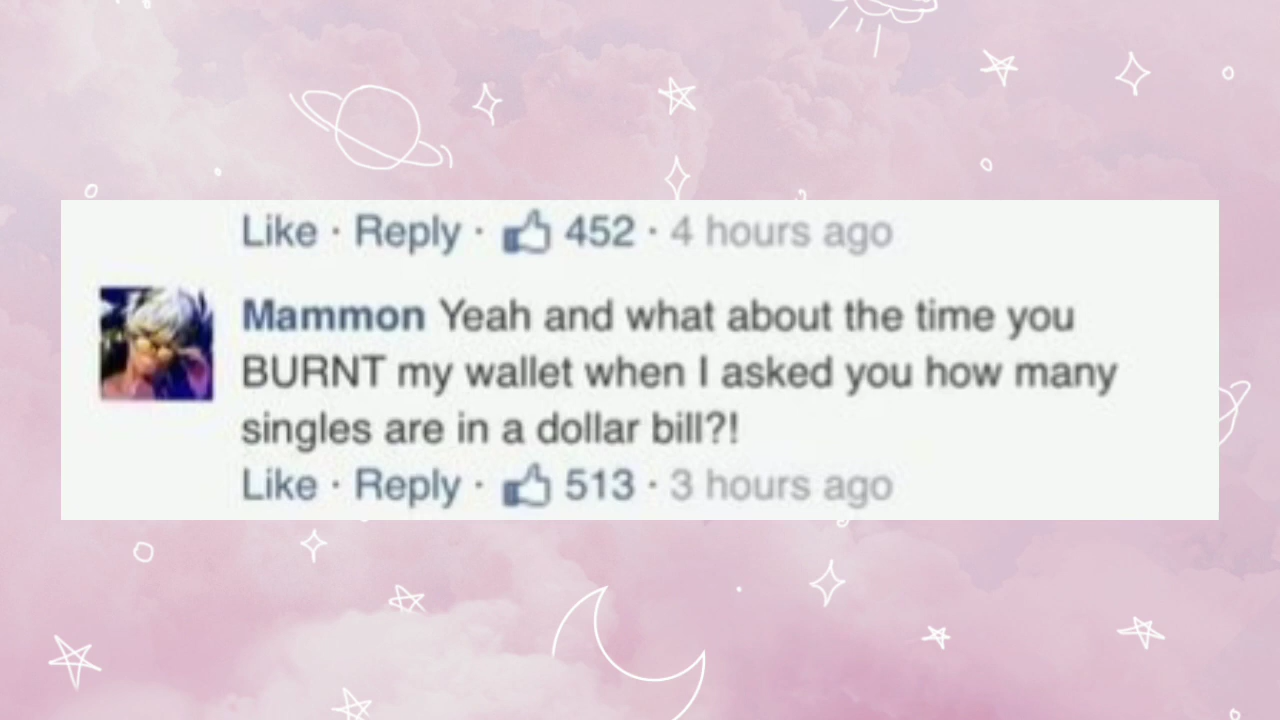 Like · Reply · 452 · 4 hours ago
Mammon Yeah and what about the time you
BURNT my wallet when I asked you how many
singles are in a dollar bill?!
Like · Reply · 513 · 3 hours ago